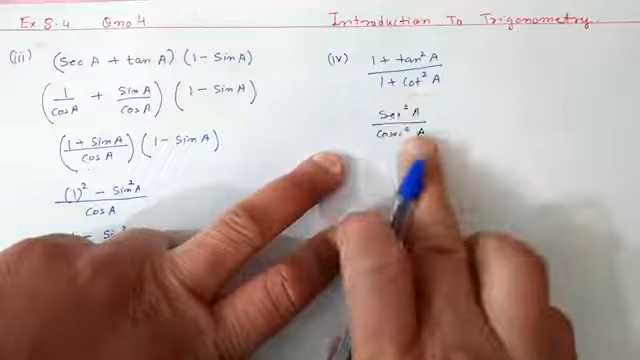 Ex 8.4 Qno 4
Introduction To Trigonometry.
(iii) (Sec A + tan A) (1 - Sin A)
(1/Cos A + Sin A/Cos A) (1 - Sin A)
((1 + Sin A)/Cos A) (1 - Sin A)
((1)² - Sin² A)/Cos A
(iv) (1 + tan² A)/(1 + Cot² A)
Sec² A/Cosec² A